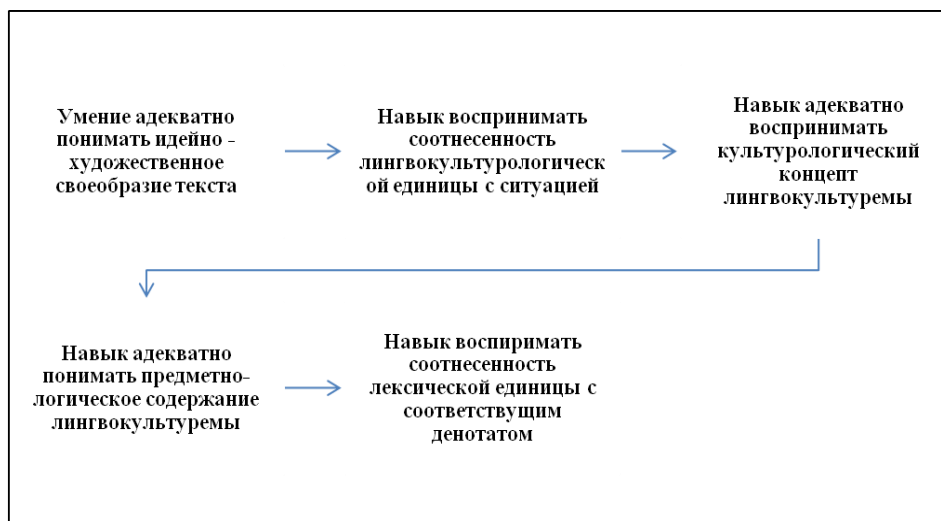 Умение адекватно
понимать идейно -
художественное
своеобразие текста
Навык воспринимать
соотнесенность
лингвокультурологическ
ой единицы с ситуацией
Навык адекватно
воспринимать
культурологический
концепт
лингвокультуремы
Навык адекватно
понимать предметно-
логическое содержание
лингвокультуремы
Навык воспиримать
соотнесенность
лексической единицы с
соответствущим
денотатом